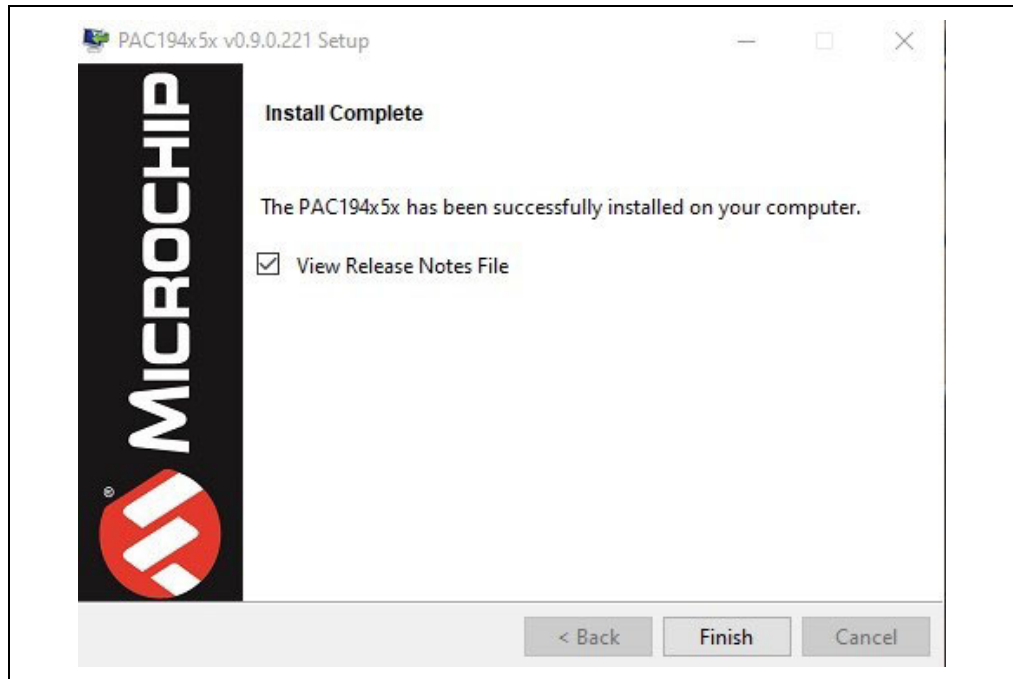 PAC194x5x v0.9.0.221 Setup
MICROCHIP
®
Install Complete
The PAC194x5x has been successfully installed on your computer.
View Release Notes File
< Back
Finish
Cancel